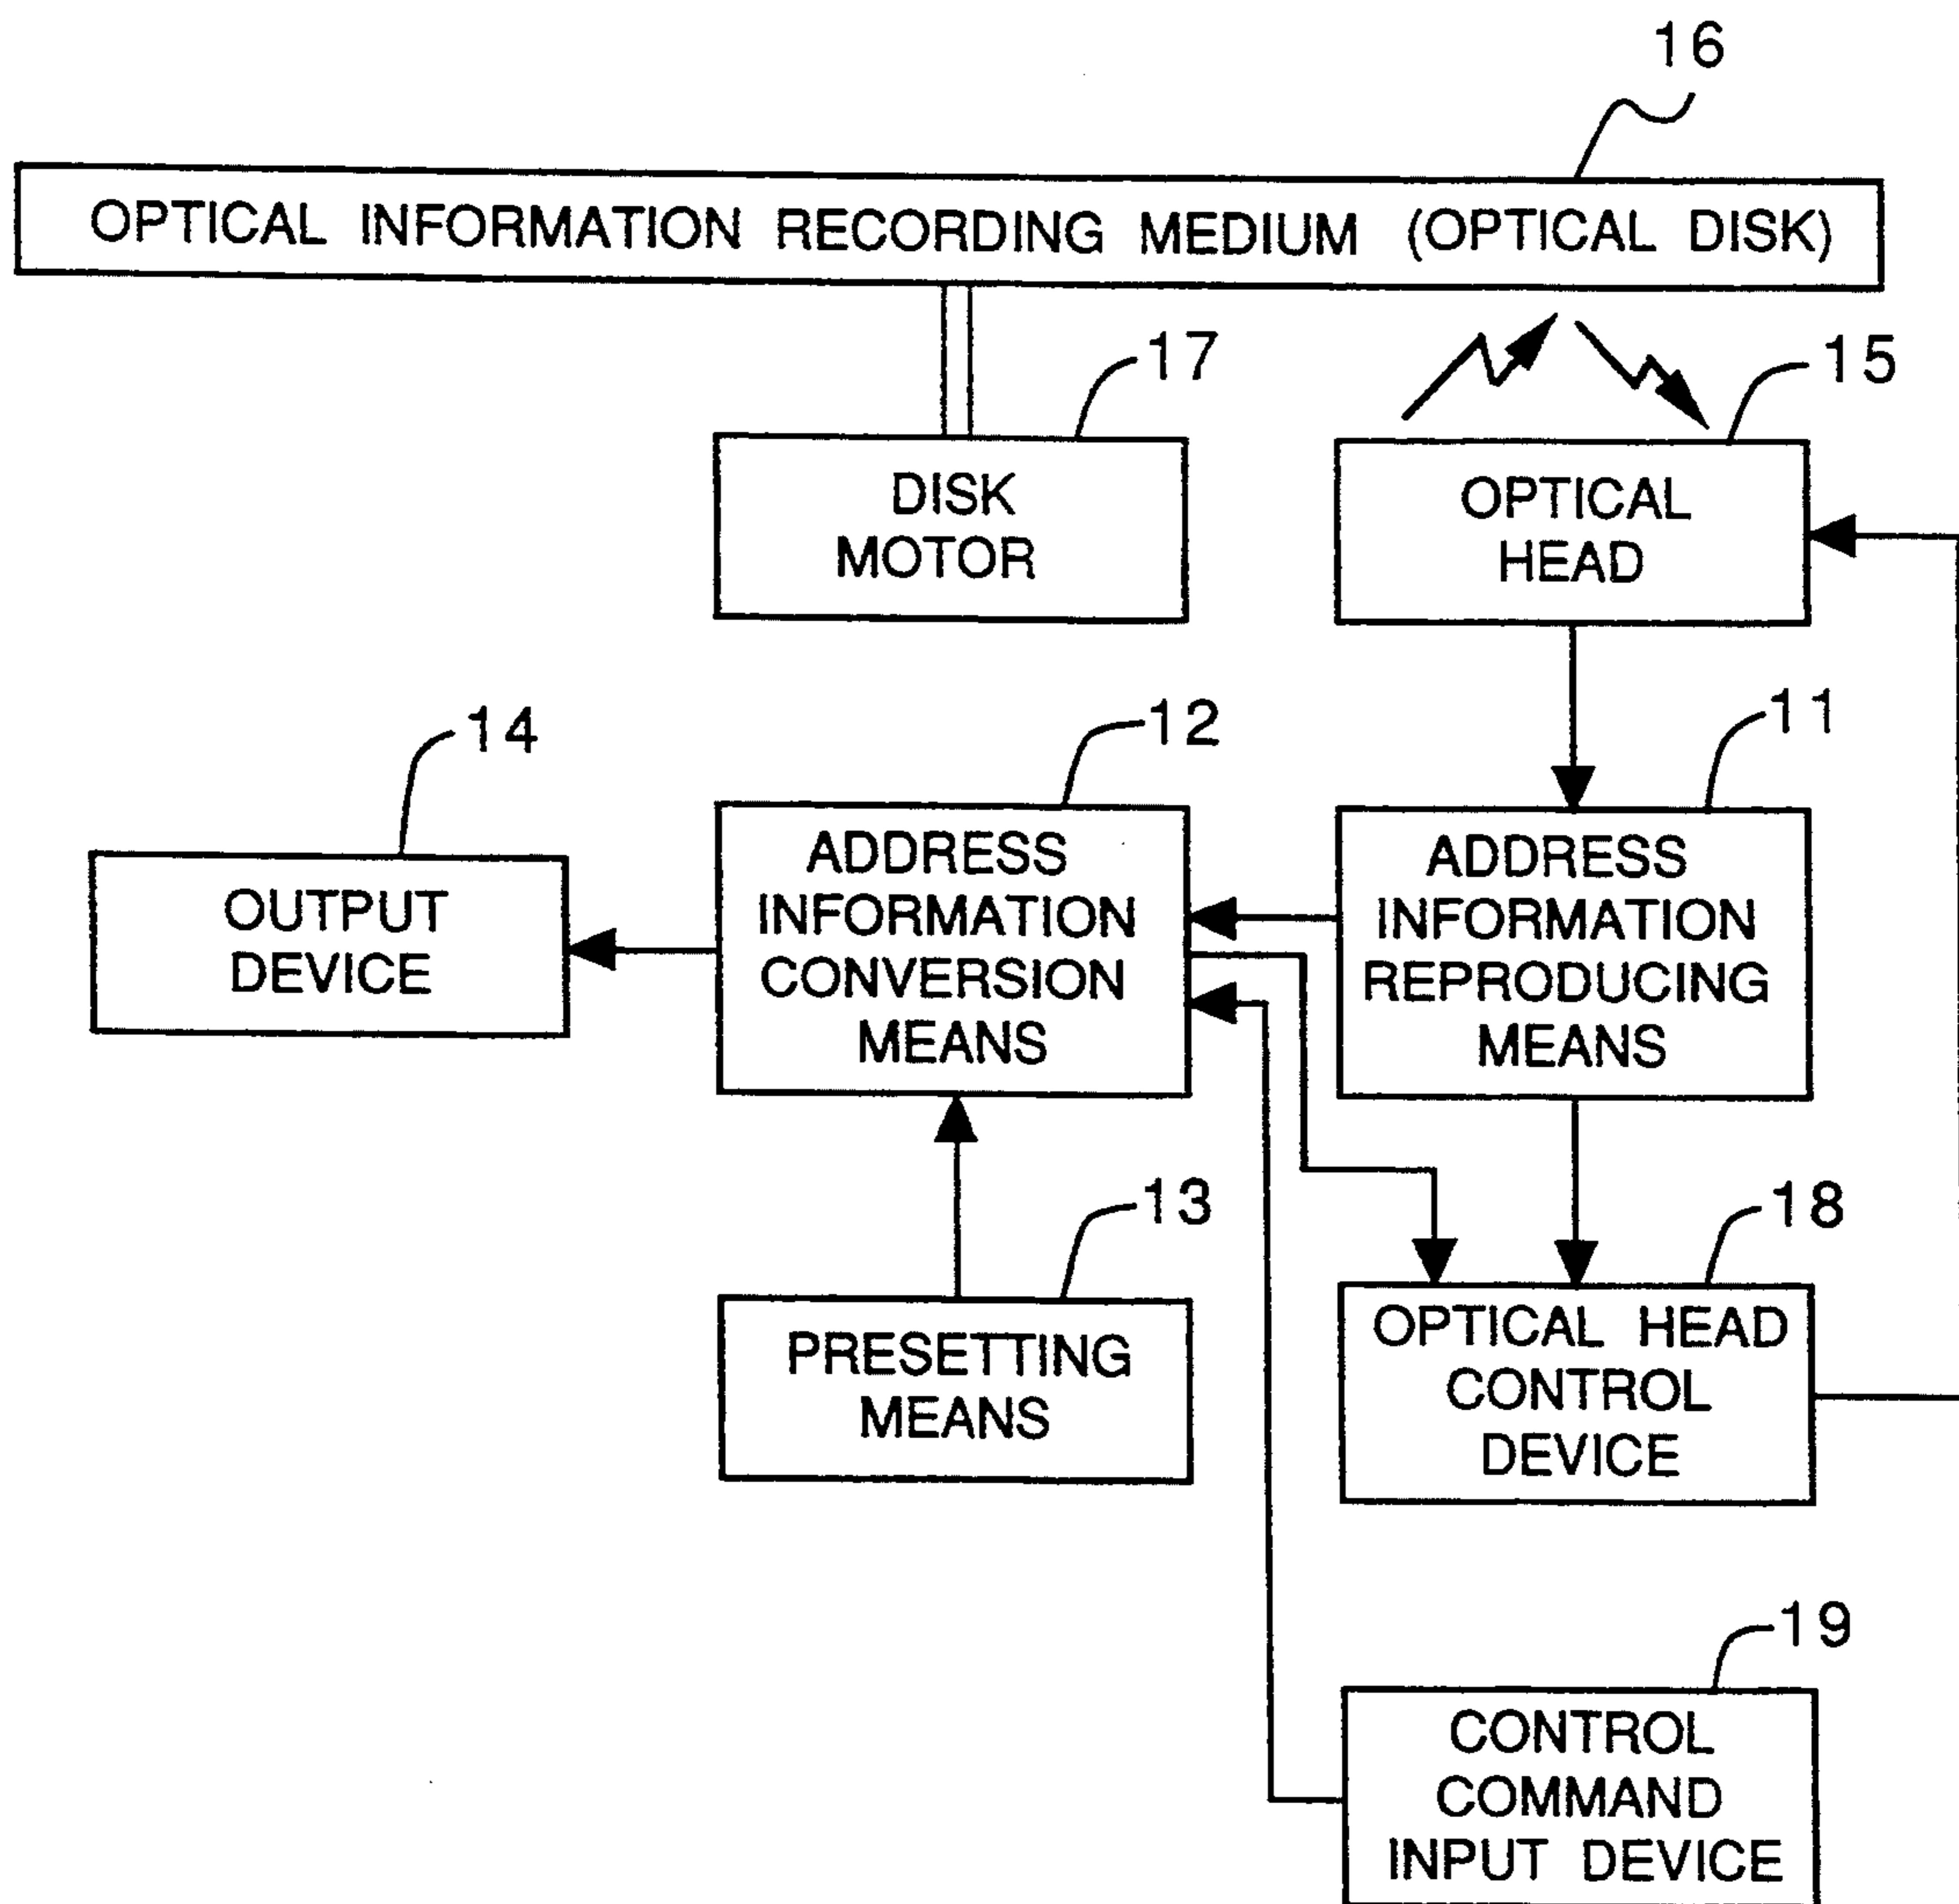 16
OPTICAL INFORMATION RECORDING MEDIUM (OPTICAL DISK)
17
15
DISK
MOTOR
OPTICAL
HEAD
14
12
11
OUTPUT
DEVICE
ADDRESS
INFORMATION
CONVERSION
MEANS
ADDRESS
INFORMATION
REPRODUCING
MEANS
13
18
PRESETTING
MEANS
OPTICAL HEAD
CONTROL
DEVICE
19
CONTROL
COMMAND
INPUT DEVICE